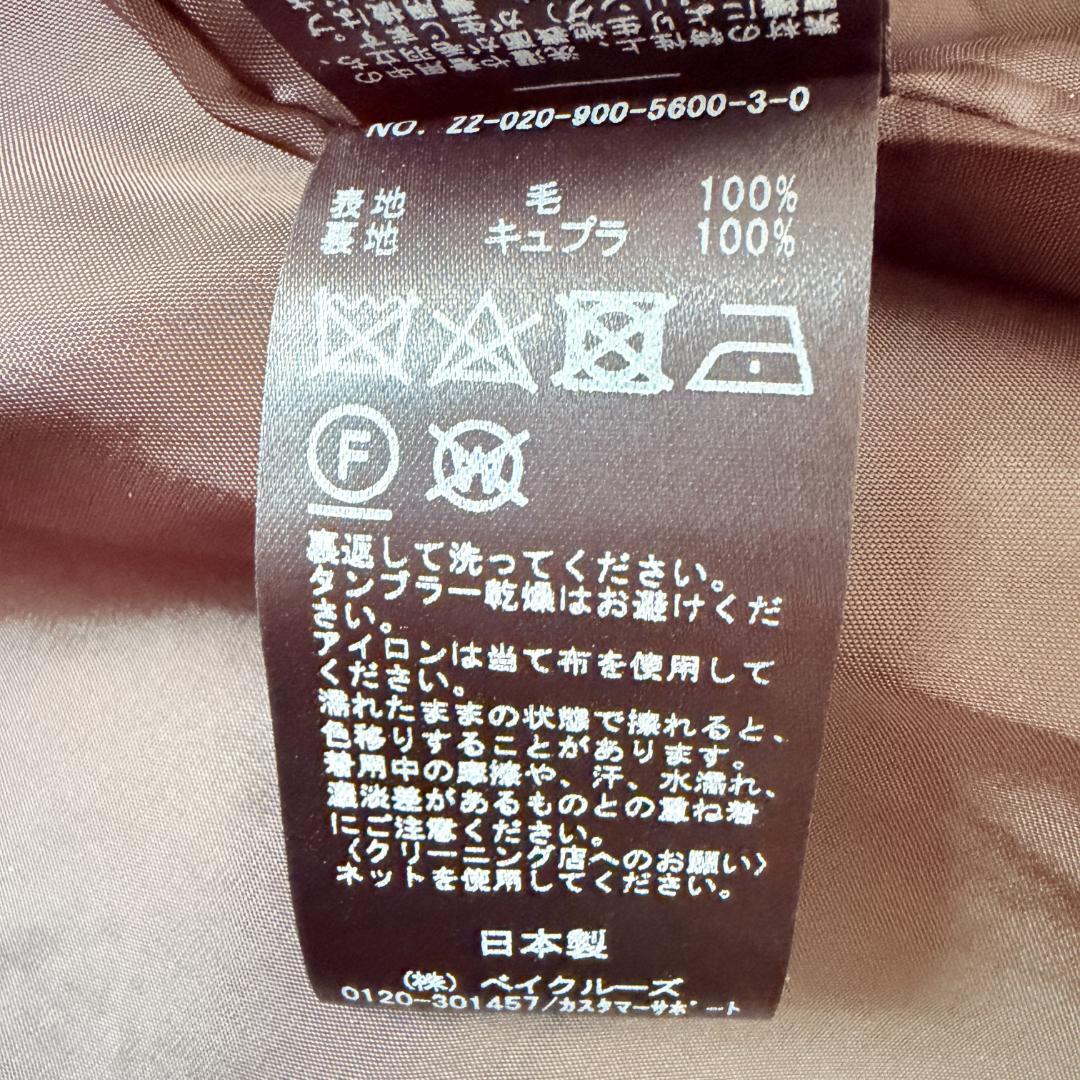 NO. 22-020-900-5600-3-0
表地 毛 100%
裏地 キュプラ 100%
F
W
裏返して洗ってください。
タンブラー乾燥はお避けくだ
さい。
アイロンは当て布を使用して
ください。
濡れたままの状態で擦れると、
色移りすることがあります。
着用中の摩擦や、汗、水濡れ、
濃淡差があるものとの重ね着
にご注意ください。
〈クリーニング店へのお願い〉
ネットを使用してください。
日本製
(株) ベイクルーズ
0120-301457/カスタマーサポート